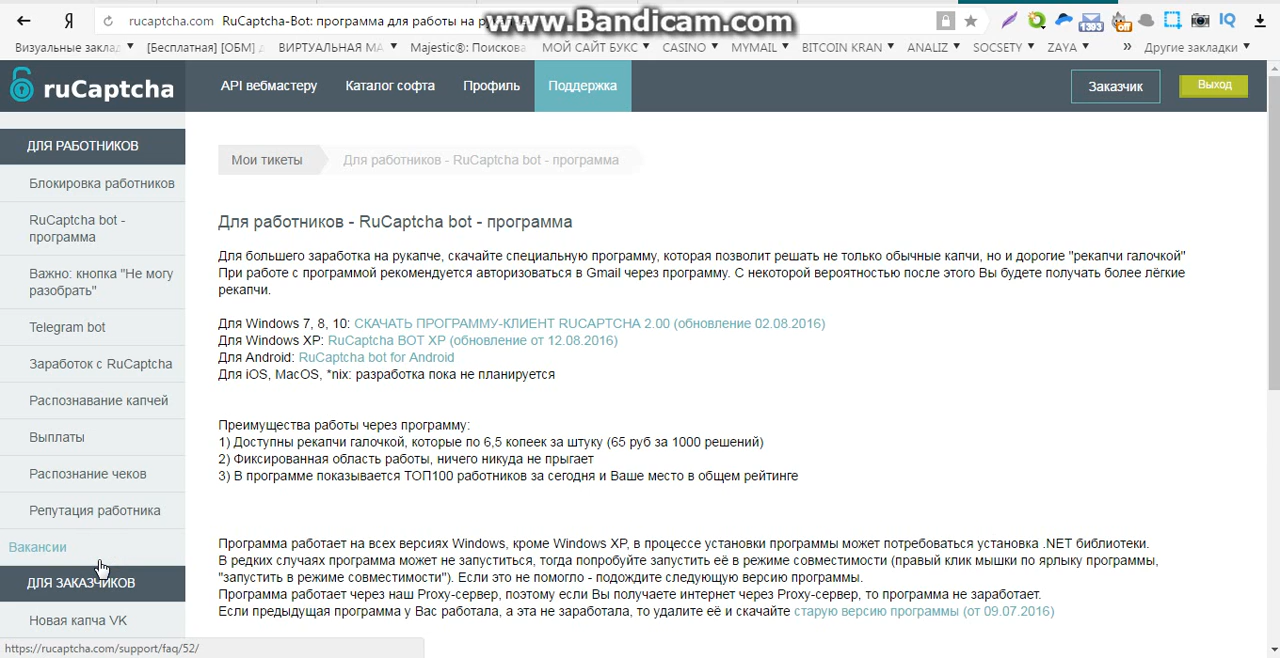 Я
rucaptcha.com RuCaptcha-Bot: программа для работы на
www.Bandicam.com
1393
off
IQ
Визуальные заклад
[Бесплатная] [ОБМ]
ВИРТУАЛЬНАЯ МА
Majestic®: Поискова
МОЙ САЙТ БУКС
CASINO
MYMAIL
BITCOIN KRAN
ANALIZ
SOCSETY
ZAYA
»
Другие закладки
ruCaptcha
API вебмастеру
Каталог софта
Профиль
Поддержка
Заказчик
Выход
ДЛЯ РАБОТНИКОВ
Блокировка работников
RuCaptcha bot -
программа
Важно: кнопка "Не могу
разобрать"
Telegram bot
Заработок с RuCaptcha
Распознавание капчей
Выплаты
Распознание чеков
Репутация работника
Вакансии
ДЛЯ ЗАКАЗЧИКОВ
Новая капча VK
https://rucaptcha.com/support/faq/52/
Мои тикеты
Для работников - RuCaptcha bot - программа
Для работников - RuCaptcha bot - программа
Для большего заработка на рукапче, скачайте специальную программу, которая позволит решать не только обычные капчи, но и дорогие "рекапчи галочкой"
При работе с программой рекомендуется авторизоваться в Gmail через программу. С некоторой вероятностью после этого Вы будете получать более лёгкие
рекапчи.
Для Windows 7, 8, 10: СКАЧАТЬ ПРОГРАММУ-КЛИЕНТ RUCAPTCHA 2.00 (обновление 02.08.2016)
Для Windows XP: RuCaptcha BOT XP (обновление от 12.08.2016)
Для Android: RuCaptcha bot for Android
Для iOS, MacOS, *nix: разработка пока не планируется
Преимущества работы через программу:
1) Доступны рекапчи галочкой, которые по 6,5 копеек за штуку (65 руб за 1000 решений)
2) Фиксированная область работы, ничего никуда не прыгает
3) В программе показывается ТОП100 работников за сегодня и Ваше место в общем рейтинге
Программа работает на всех версиях Windows, кроме Windows XP, в процессе установки программы может потребоваться установка .NET библиотеки.
В редких случаях программа может не запуститься, тогда попробуйте запустить её в режиме совместимости (правый клик мышки по ярлыку программы,
"запустить в режиме совместимости"). Если это не помогло - подождите следующую версию программы.
Программа работает через наш Proxy-сервер, поэтому если Вы получаете интернет через Proxy-сервер, то программа не заработает.
Если предыдущая программа у Вас работала, а эта не заработала, то удалите её и скачайте старую версию программы (от 09.07.2016)